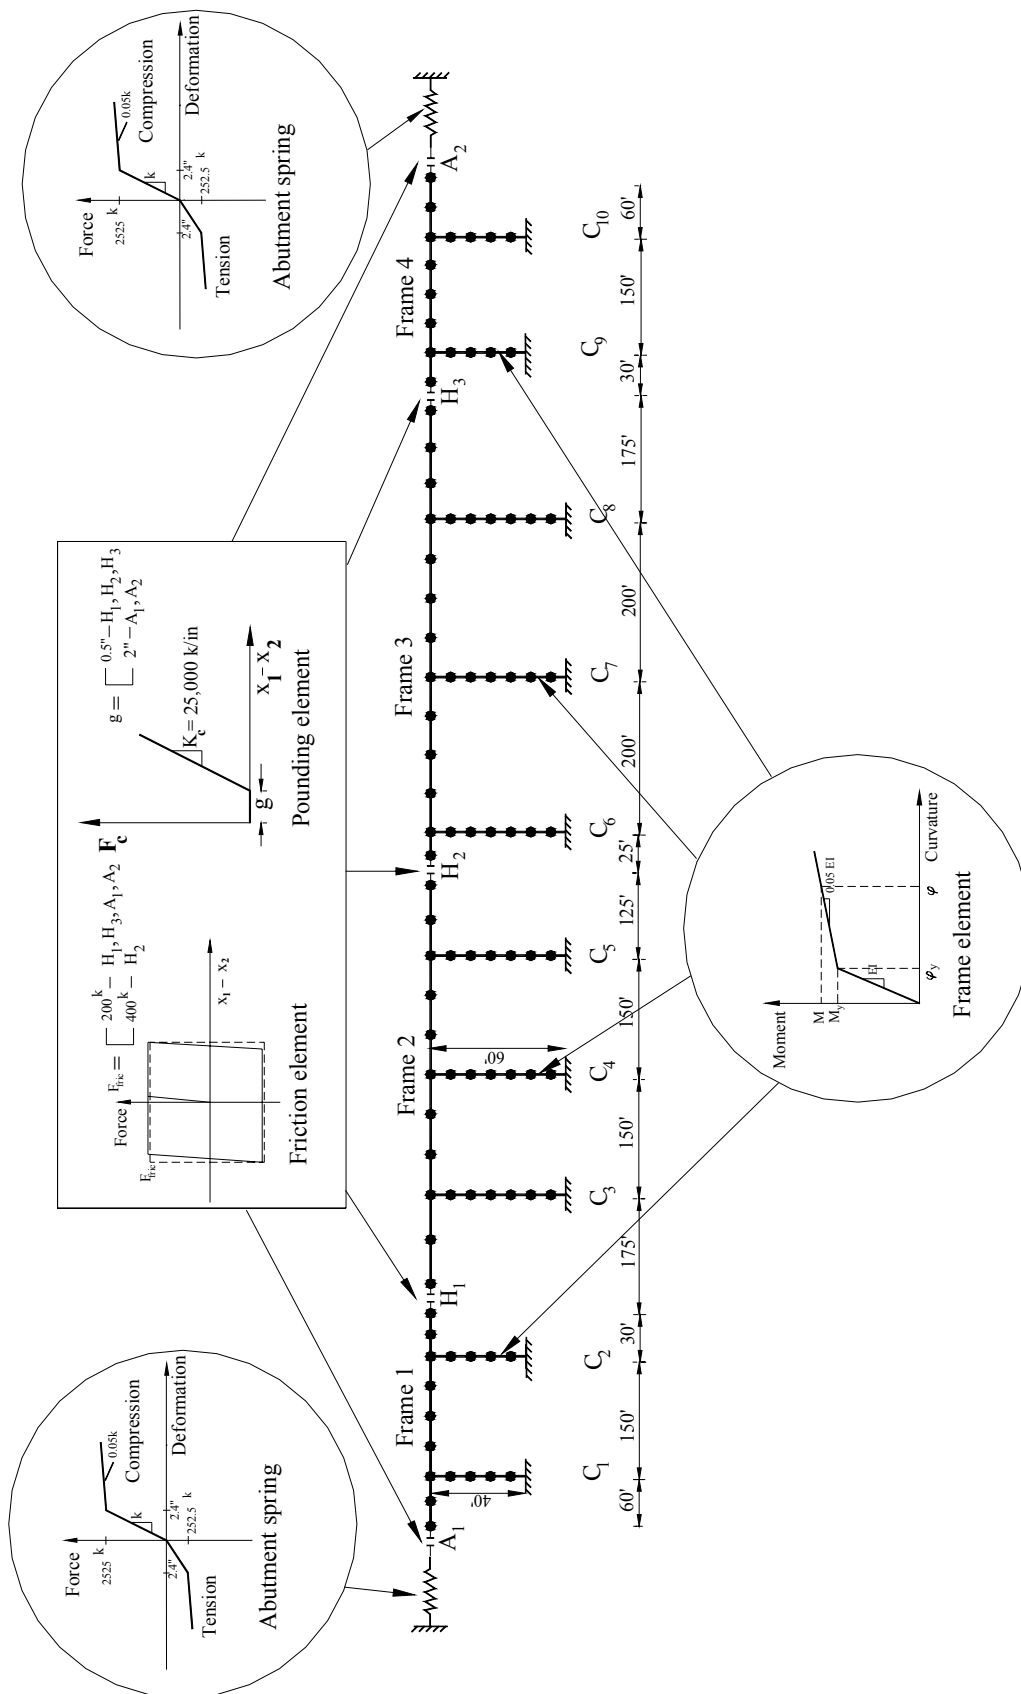 Force
2525 k
0.05k
Compression
k
Deformation
2.4"
2.4"
252.5 k
Tension
Abutment spring
F fric = 200 k – H1, H3, A1, A2
400 k – H2
Force
F fric
x1 – x2
Friction element
Fc
g = 0.5" – H1, H2, H3
2" – A1, A2
Kc = 25,000 k/in
g
x1 – x2
Pounding element
Force
2525 k
0.05k
Compression
k
Deformation
2.4"
2.4"
252.5 k
Tension
Abutment spring
Frame 1
Frame 2
Frame 3
Frame 4
A1
H1
H2
H3
A2
40'
60'
C1
C2
C3
C4
C5
C6
C7
C8
C9
C10
60'
150'
30'
175'
150'
150'
125'
25'
200'
200'
175'
30'
150'
60'
Moment
M
My
EI
0.05 EI
φy
φ
Curvature
Frame element